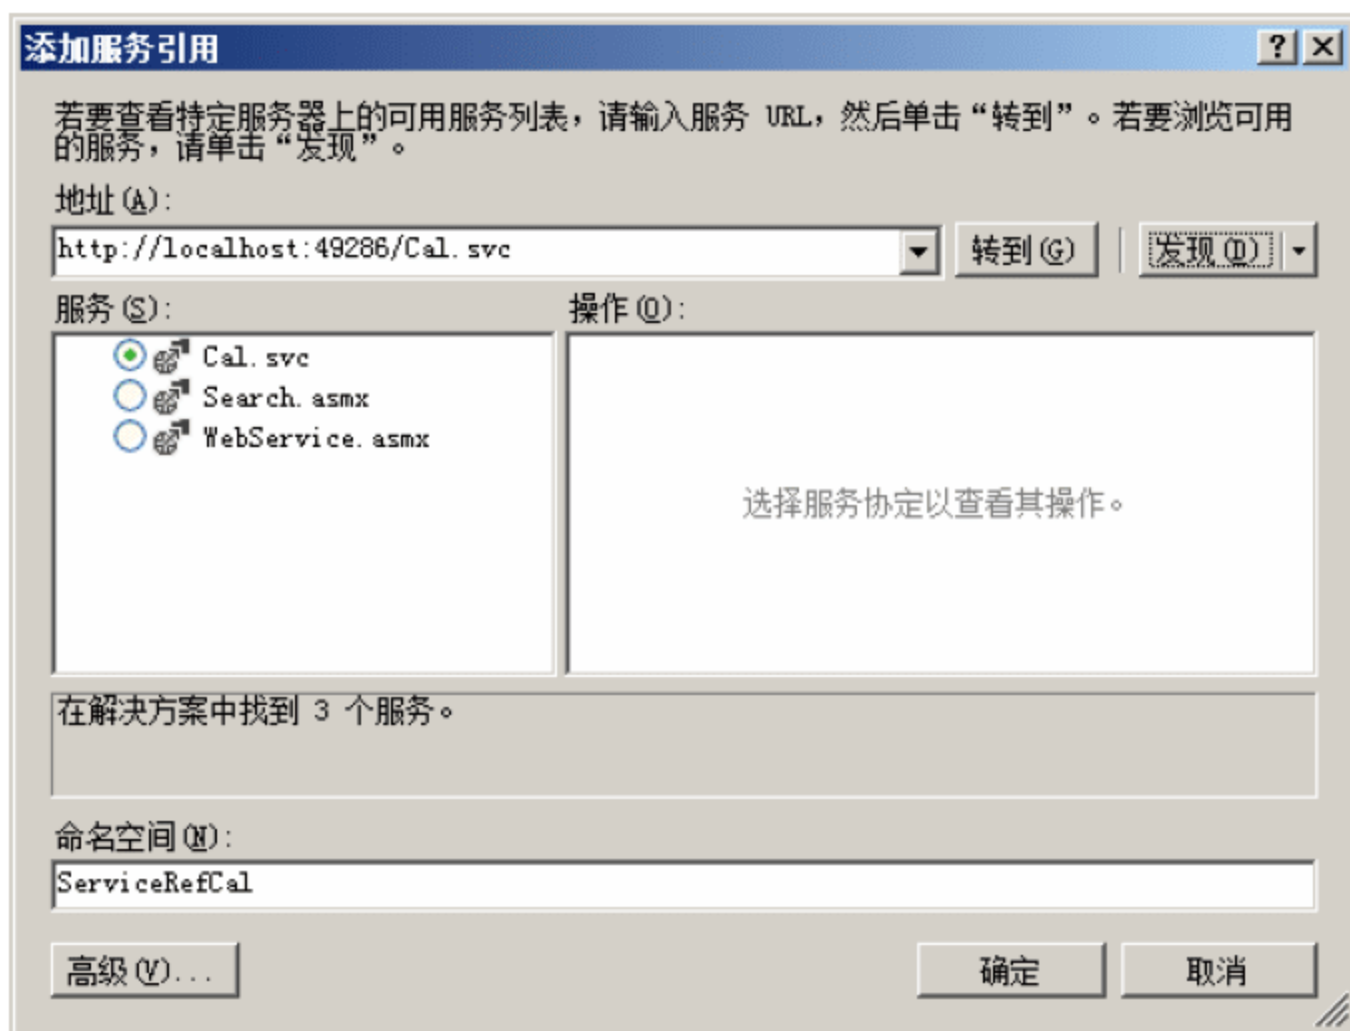 添加服务引用
若要查看特定服务器上的可用服务列表，请输入服务 URL，然后单击“转到”。若要浏览可用
的服务，请单击“发现”。
地址(A):
http://localhost:49286/Cal.svc
转到(G)
发现(D)
服务(S):
操作(O):
Cal.svc
Search.asmx
WebService.asmx
选择服务协定以查看其操作。
在解决方案中找到 3 个服务。
命名空间(N):
ServiceRefCal
高级(V)...
确定
取消